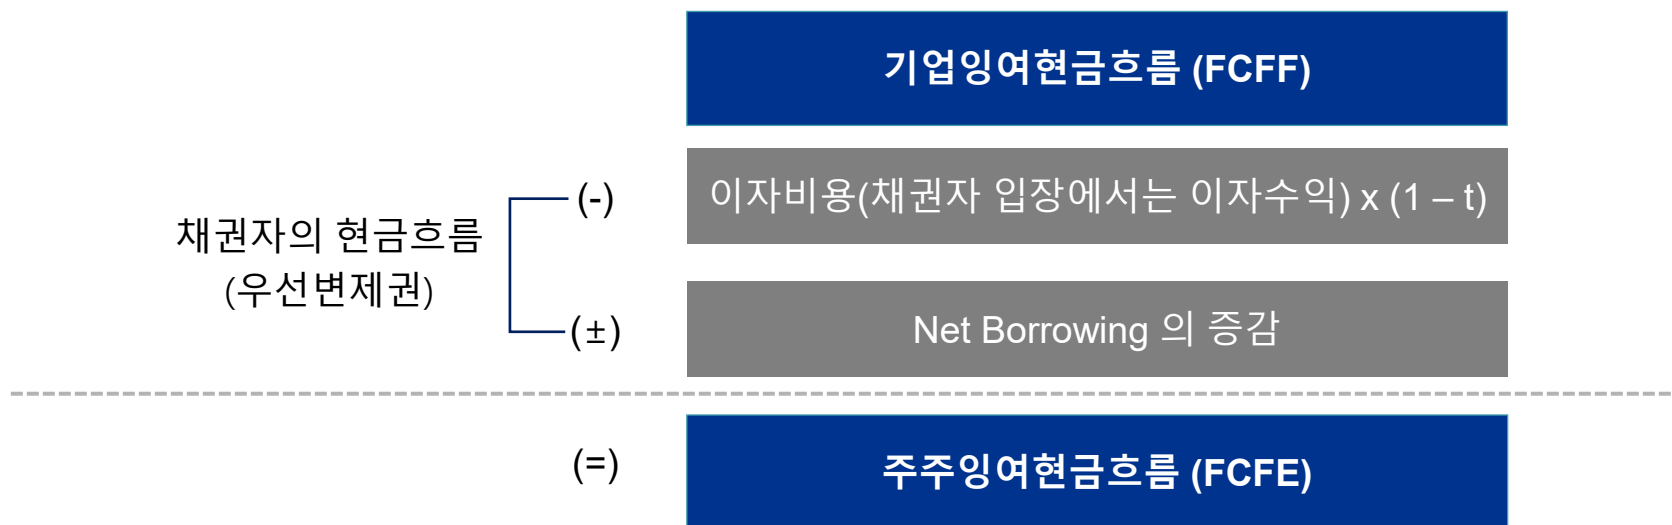 기업잉여현금흐름 (FCFF)
(-)
이자비용(채권자 입장에서는 이자수익) x (1 – t)
채권자의 현금흐름
(우선변제권)
(±)
Net Borrowing 의 증감
(=)
주주잉여현금흐름 (FCFE)